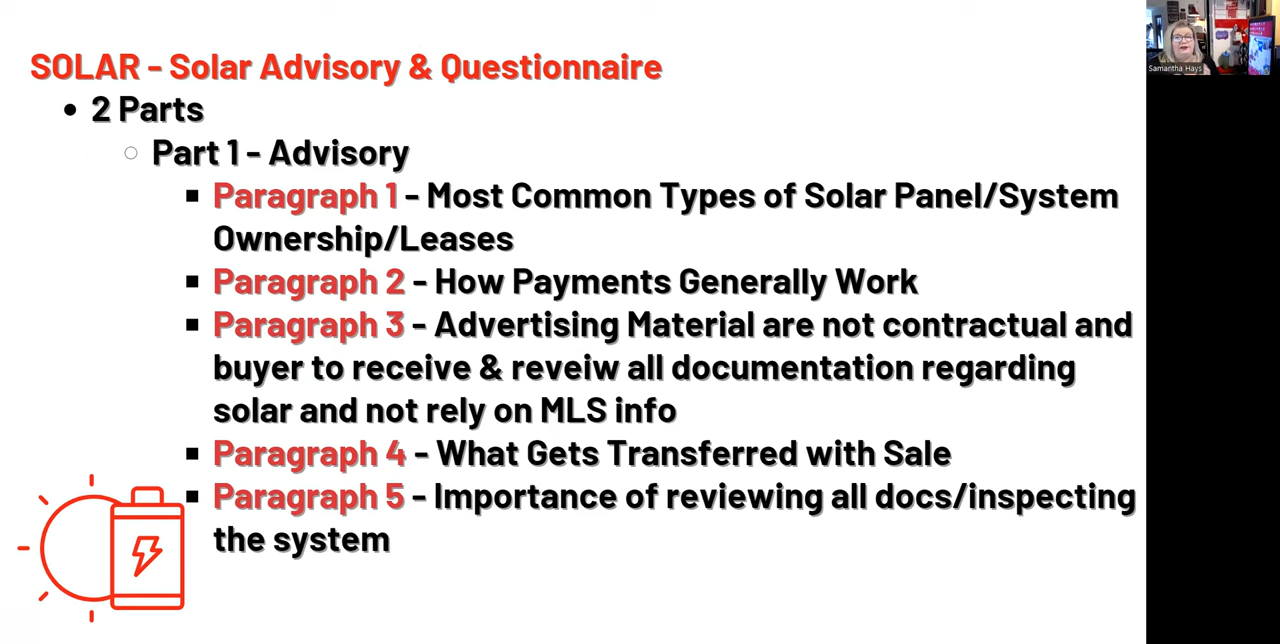 SOLAR - Solar Advisory & Questionnaire
2 Parts
Part 1 - Advisory
Paragraph 1 - Most Common Types of Solar Panel/System
Ownership/Leases
Paragraph 2 - How Payments Generally Work
Paragraph 3 - Advertising Material are not contractual and
buyer to receive & reveiw all documentation regarding
solar and not rely on MLS info
Paragraph 4 - What Gets Transferred with Sale
Paragraph 5 - Importance of reviewing all docs/inspecting
the system
Samantha Hays